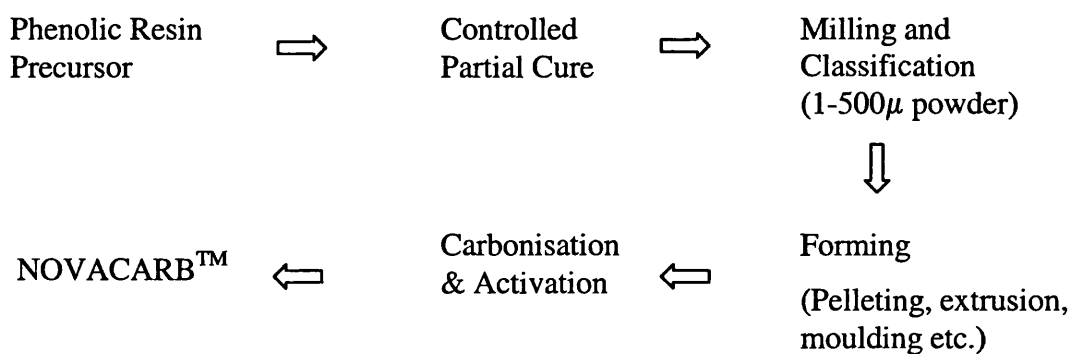 Phenolic Resin
Precursor
Controlled
Partial Cure
Milling and
Classification
(1-500μ powder)
Forming
(Pelleting, extrusion,
moulding etc.)
Carbonisation
& Activation
NOVACARB™